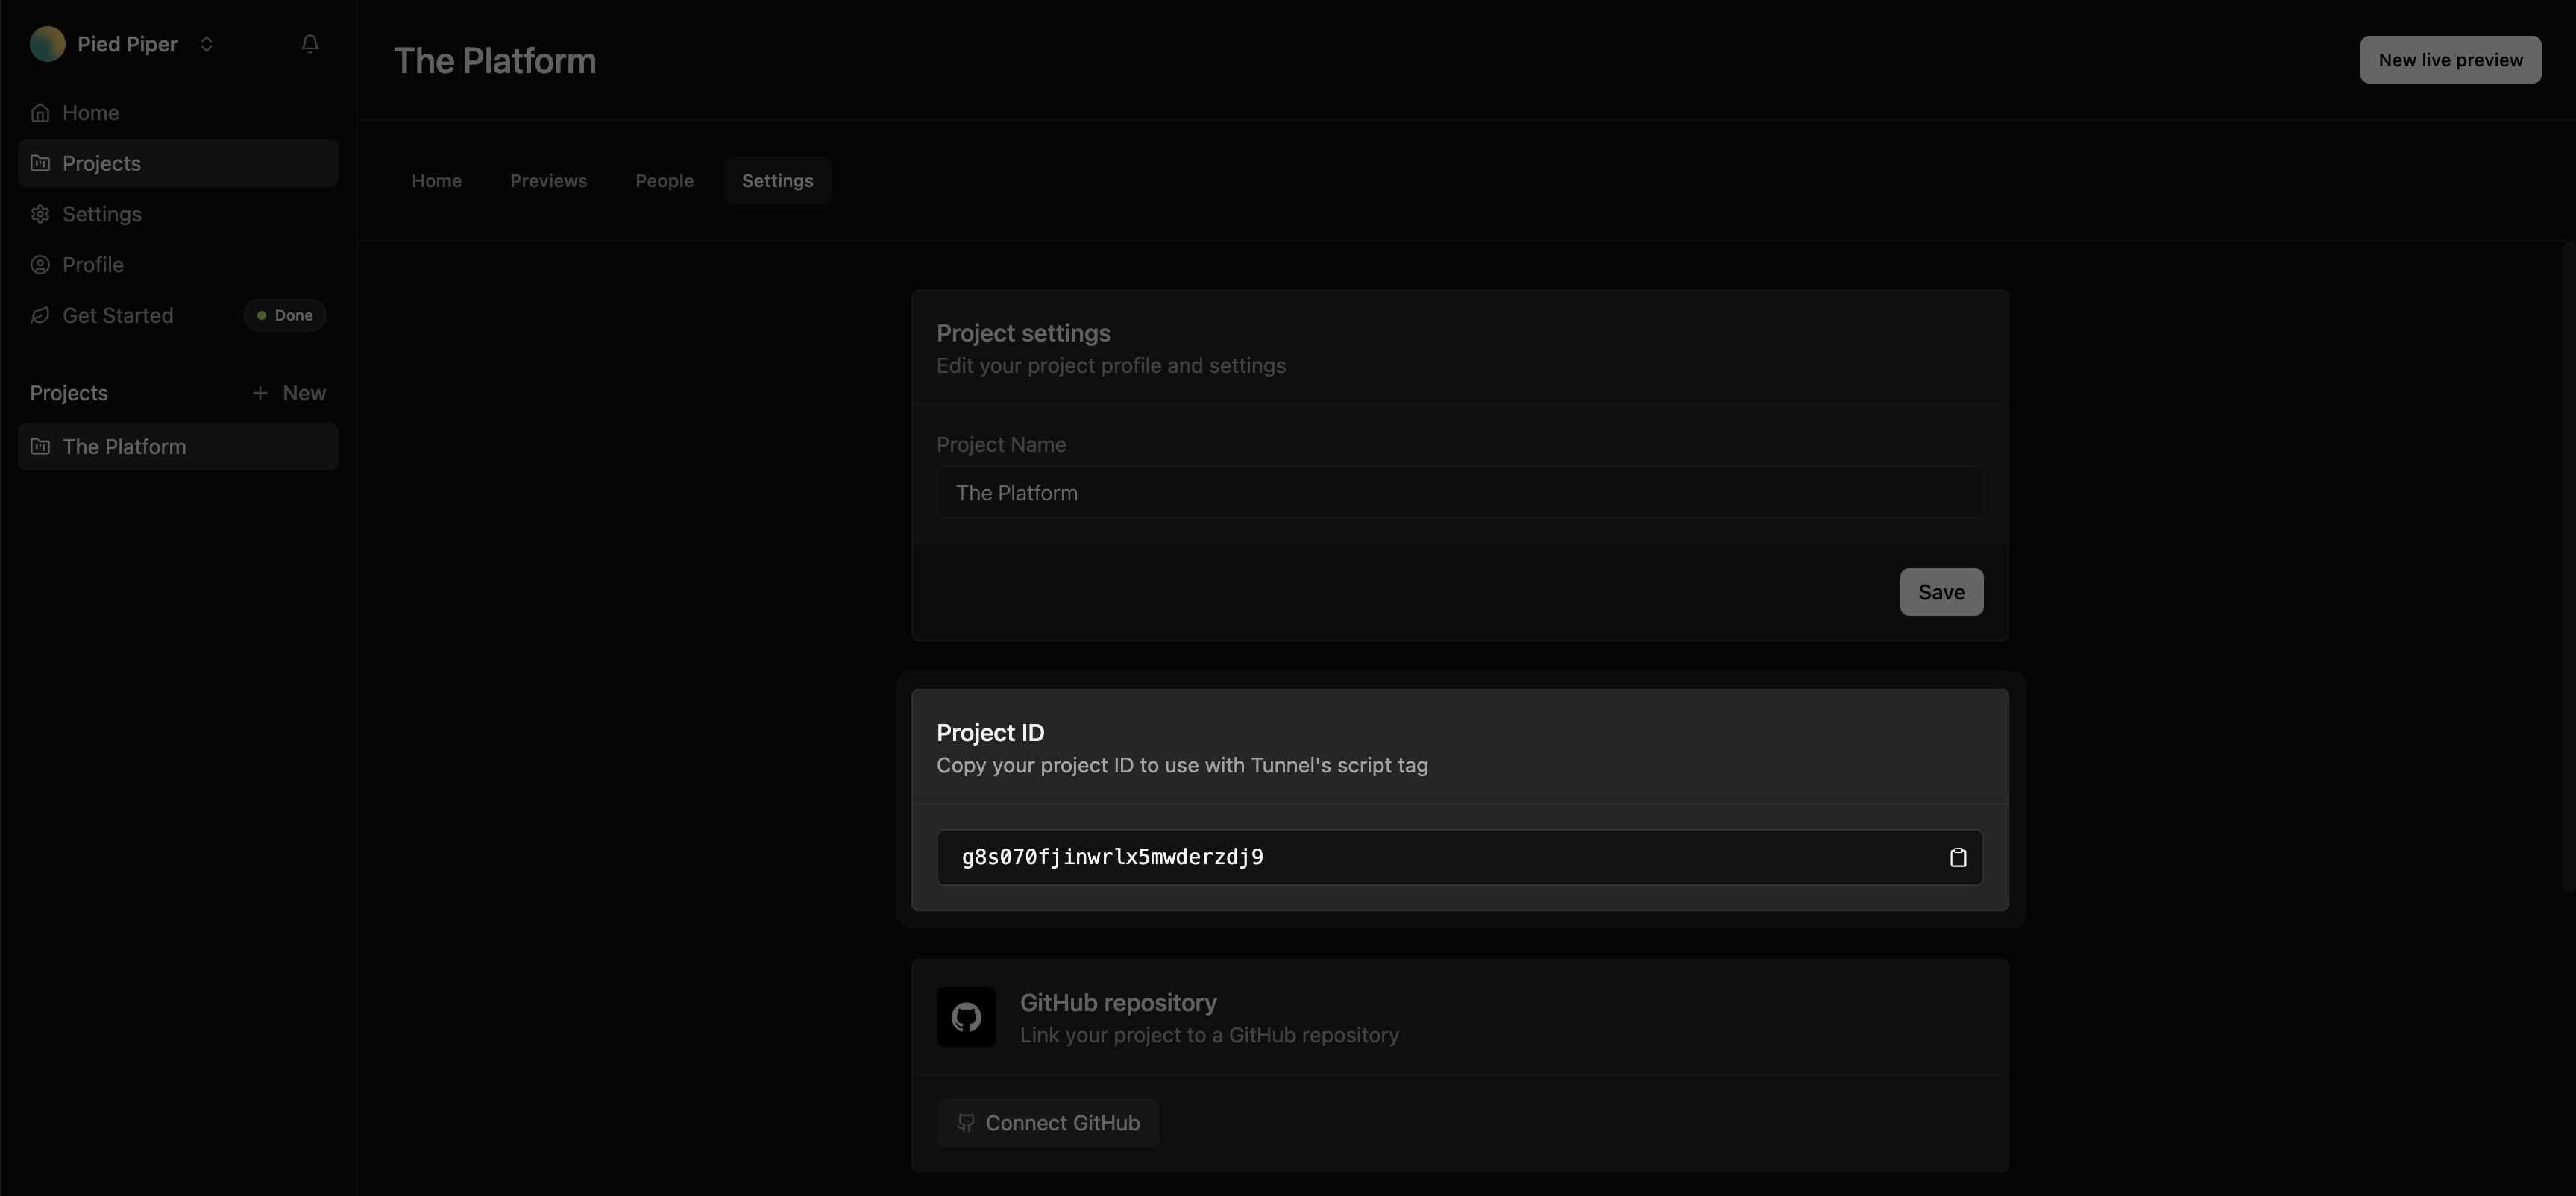 Pied Piper
Home
Projects
Settings
Profile
Get Started
Done
Projects
New
The Platform
The Platform
New live preview
Home
Previews
People
Settings
Project settings
Edit your project profile and settings
Project Name
The Platform
Save
Project ID
Copy your project ID to use with Tunnel's script tag
g8s070fjinwrlx5mwderzdj9
GitHub repository
Link your project to a GitHub repository
Connect GitHub